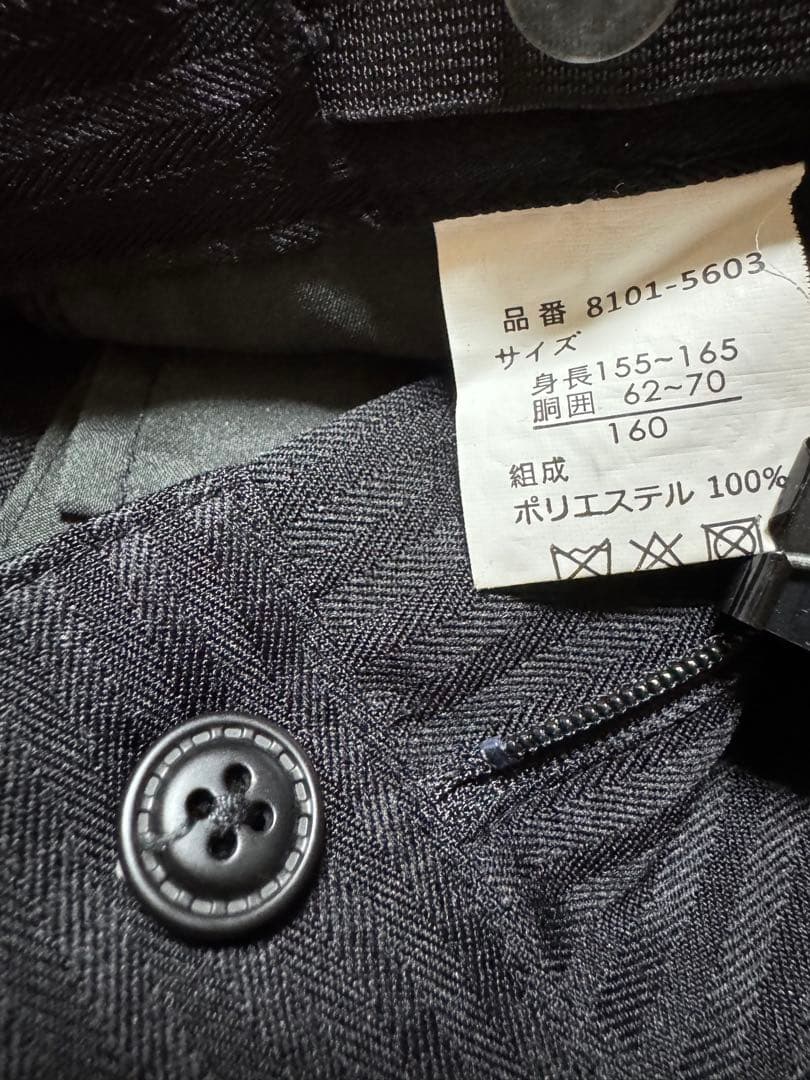 品番 8101-5603
サイズ
身長155~165
胴囲 62~70
160
組成
ポリエステル 100%